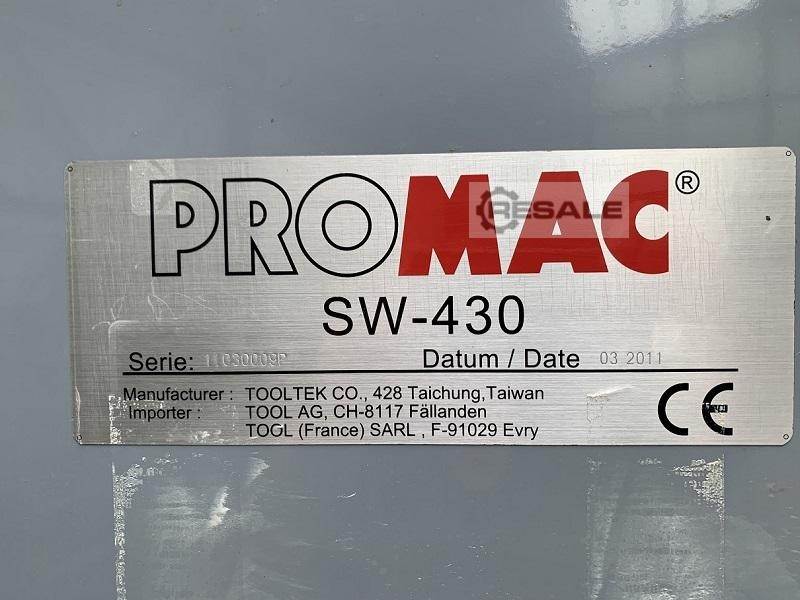 PROMAC®
RESALE
SW-430
Serie: 11030009P Datum / Date 03 2011
Manufacturer : TOOLTEK CO., 428 Taichung,Taiwan
Importer : TOOL AG, CH-8117 Fällanden
TOOL (France) SARL , F-91029 Evry
CE